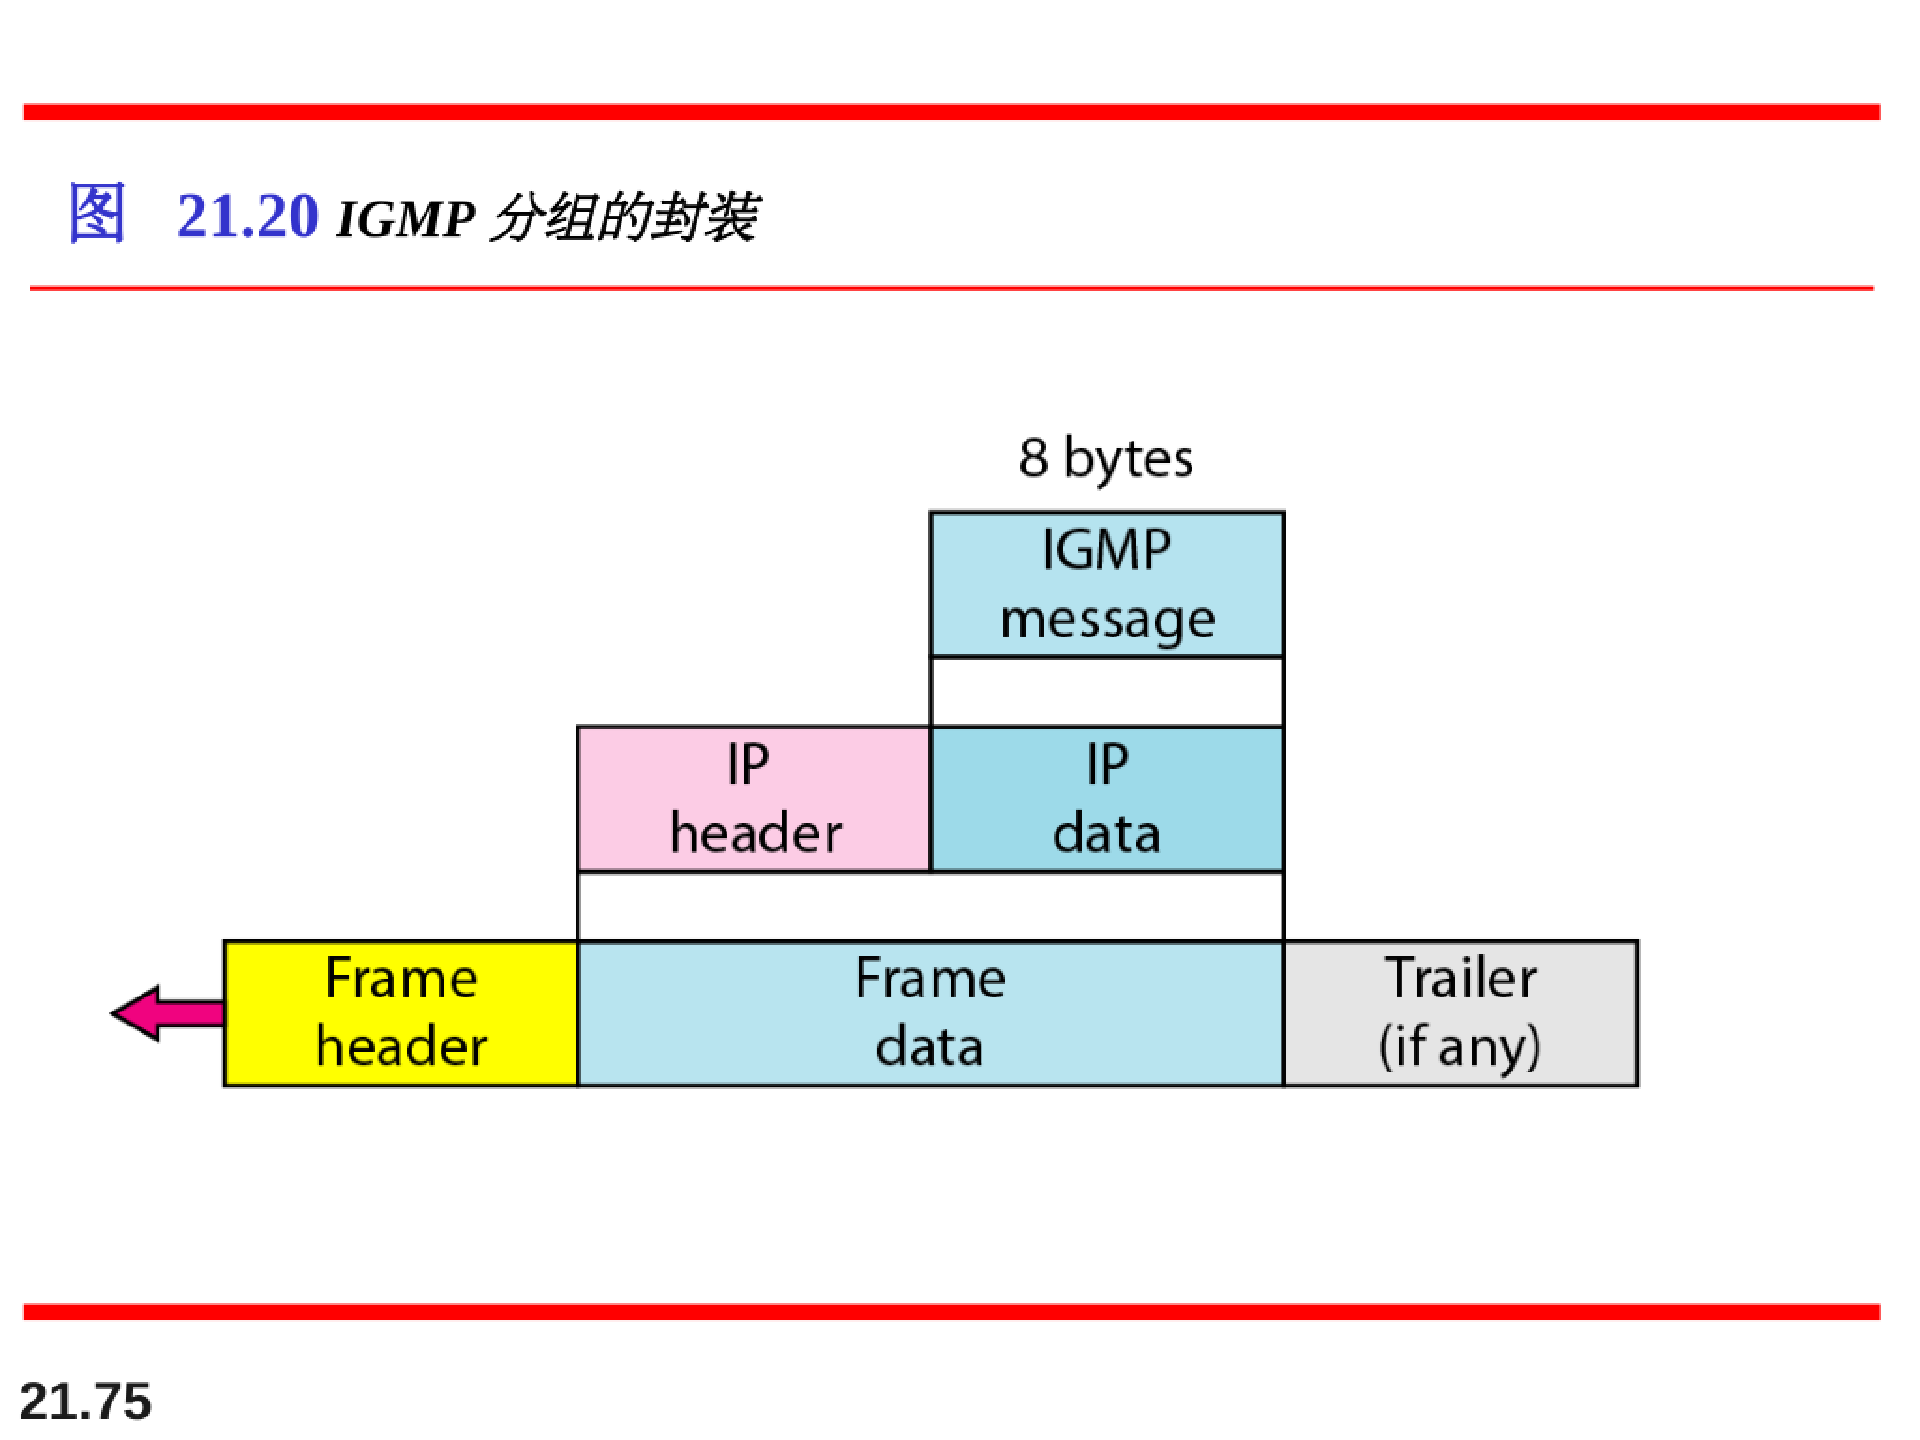 图 21.20 IGMP 分组的封装
8 bytes
IGMP
message
IP
header
IP
data
Frame
header
Frame
data
Trailer
(if any)
21.75